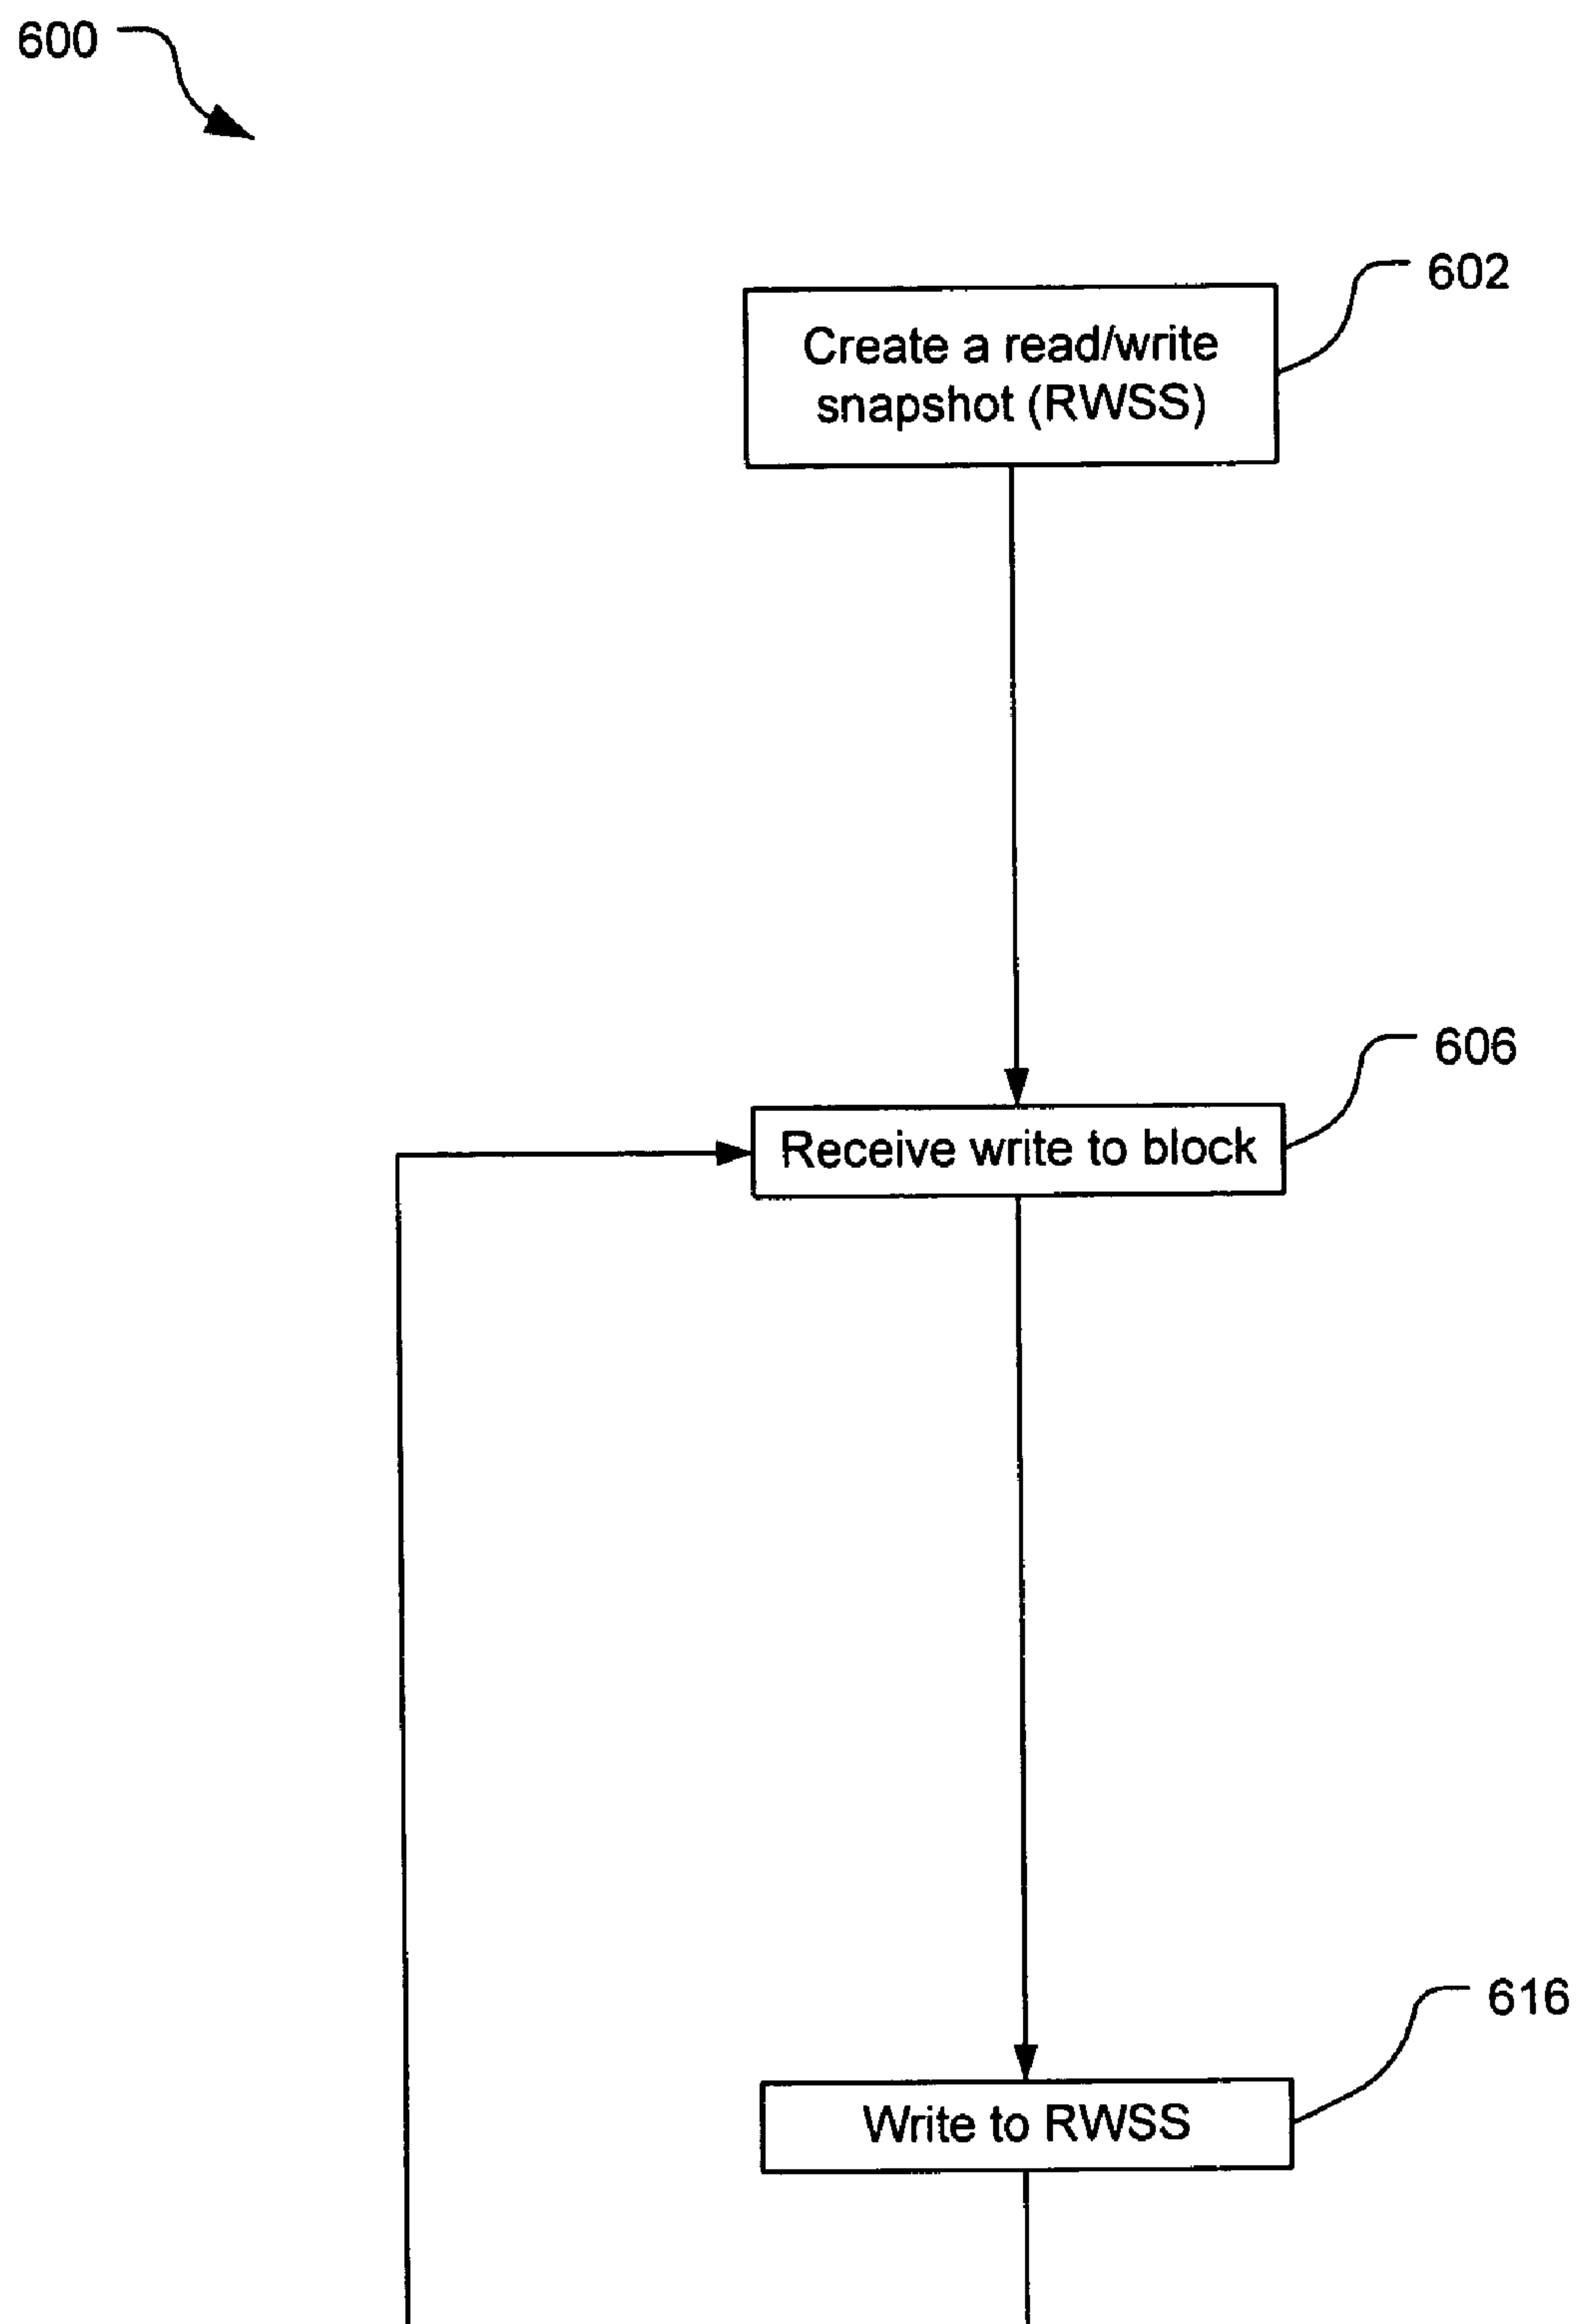 600
602
Create a read/write
snapshot (RWSS)
606
Receive write to block
616
Write to RWSS